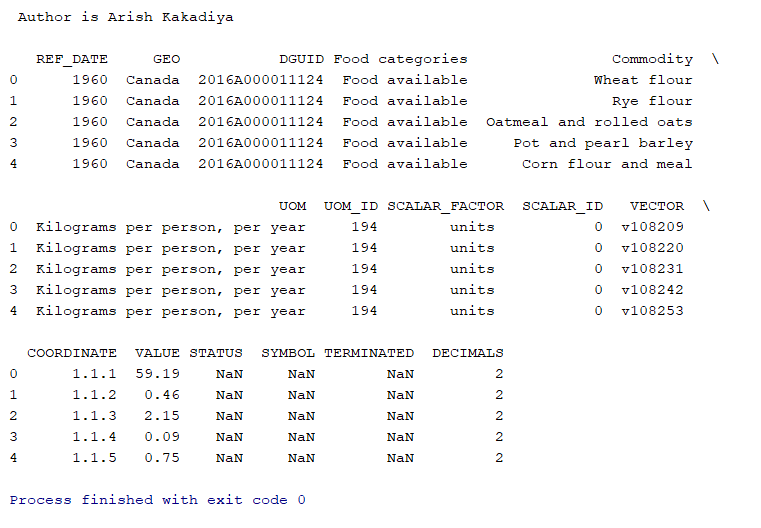 Author is Arish Kakadiya
REF_DATE GEO DGUID Food categories Commodity \
0 1960 Canada 2016A000011124 Food available Wheat flour
1 1960 Canada 2016A000011124 Food available Rye flour
2 1960 Canada 2016A000011124 Food available Oatmeal and rolled oats
3 1960 Canada 2016A000011124 Food available Pot and pearl barley
4 1960 Canada 2016A000011124 Food available Corn flour and meal
UOM UOM_ID SCALAR_FACTOR SCALAR_ID VECTOR \
0 Kilograms per person, per year 194 units 0 v108209
1 Kilograms per person, per year 194 units 0 v108220
2 Kilograms per person, per year 194 units 0 v108231
3 Kilograms per person, per year 194 units 0 v108242
4 Kilograms per person, per year 194 units 0 v108253
COORDINATE VALUE STATUS SYMBOL TERMINATED DECIMALS
0 1.1.1 59.19 NaN NaN NaN 2
1 1.1.2 0.46 NaN NaN NaN 2
2 1.1.3 2.15 NaN NaN NaN 2
3 1.1.4 0.09 NaN NaN NaN 2
4 1.1.5 0.75 NaN NaN NaN 2
Process finished with exit code 0